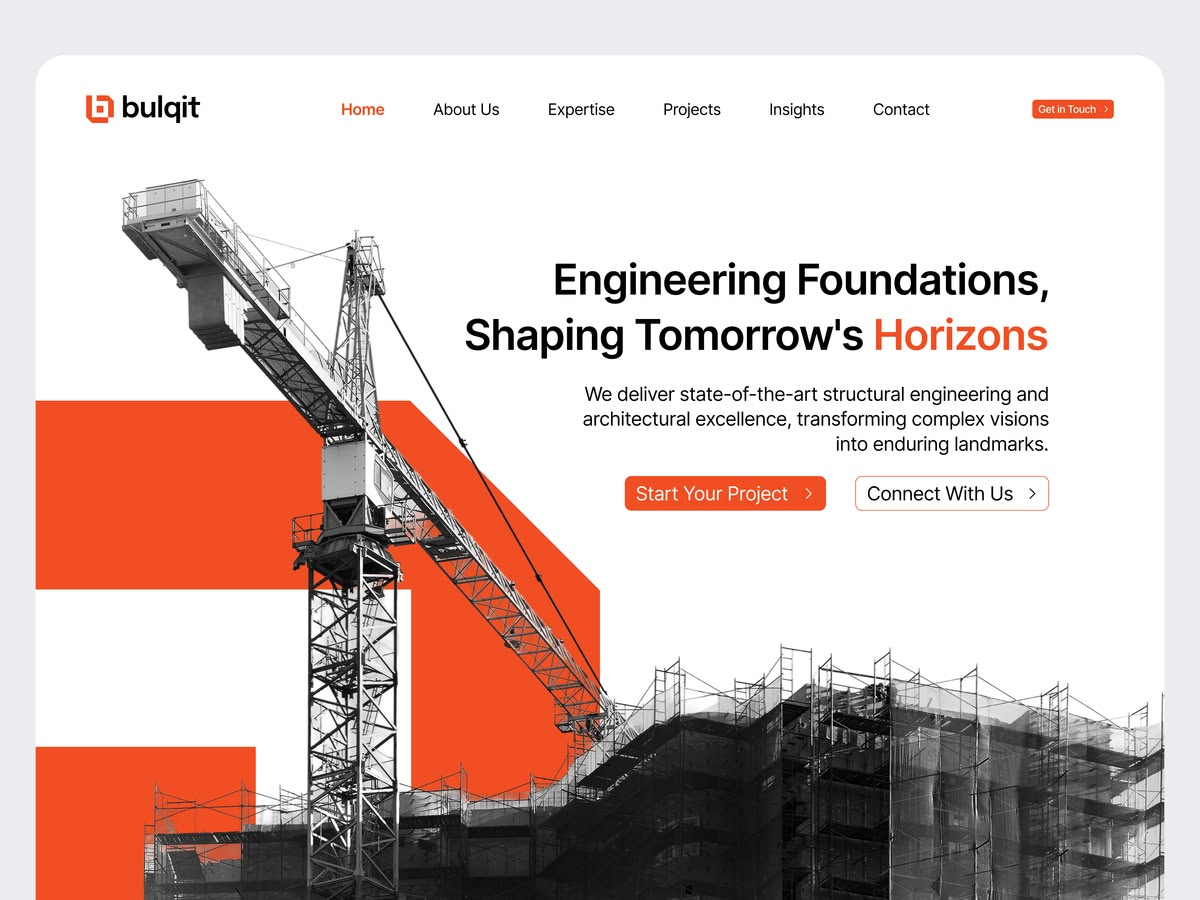 bulqit
Home
About Us
Expertise
Projects
Insights
Contact
Get in Touch
Engineering Foundations,
Shaping Tomorrow's Horizons
We deliver state-of-the-art structural engineering and
architectural excellence, transforming complex visions
into enduring landmarks.
Start Your Project
Connect With Us